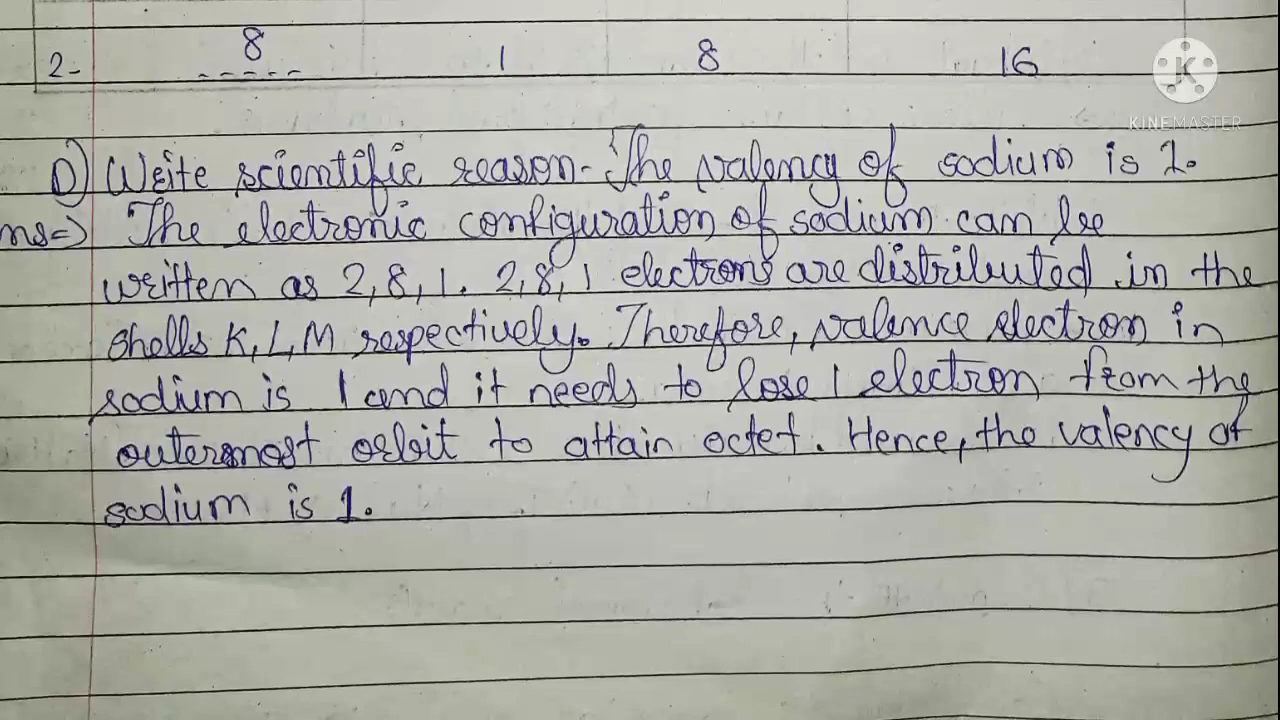 2- 8 1 8 16
K
KINEMASTER
D) Write scientific reason- The valency of sodium is 1.
ns=> The electronic configuration of sodium can be
written as 2,8,1. 2,8,1 electrons are distributed in the
shells K, L, M respectively. Therefore, valence electron in
sodium is 1 and it needs to lose 1 electron from the
outermost orbit to attain octet. Hence, the valency of
sodium is 1.